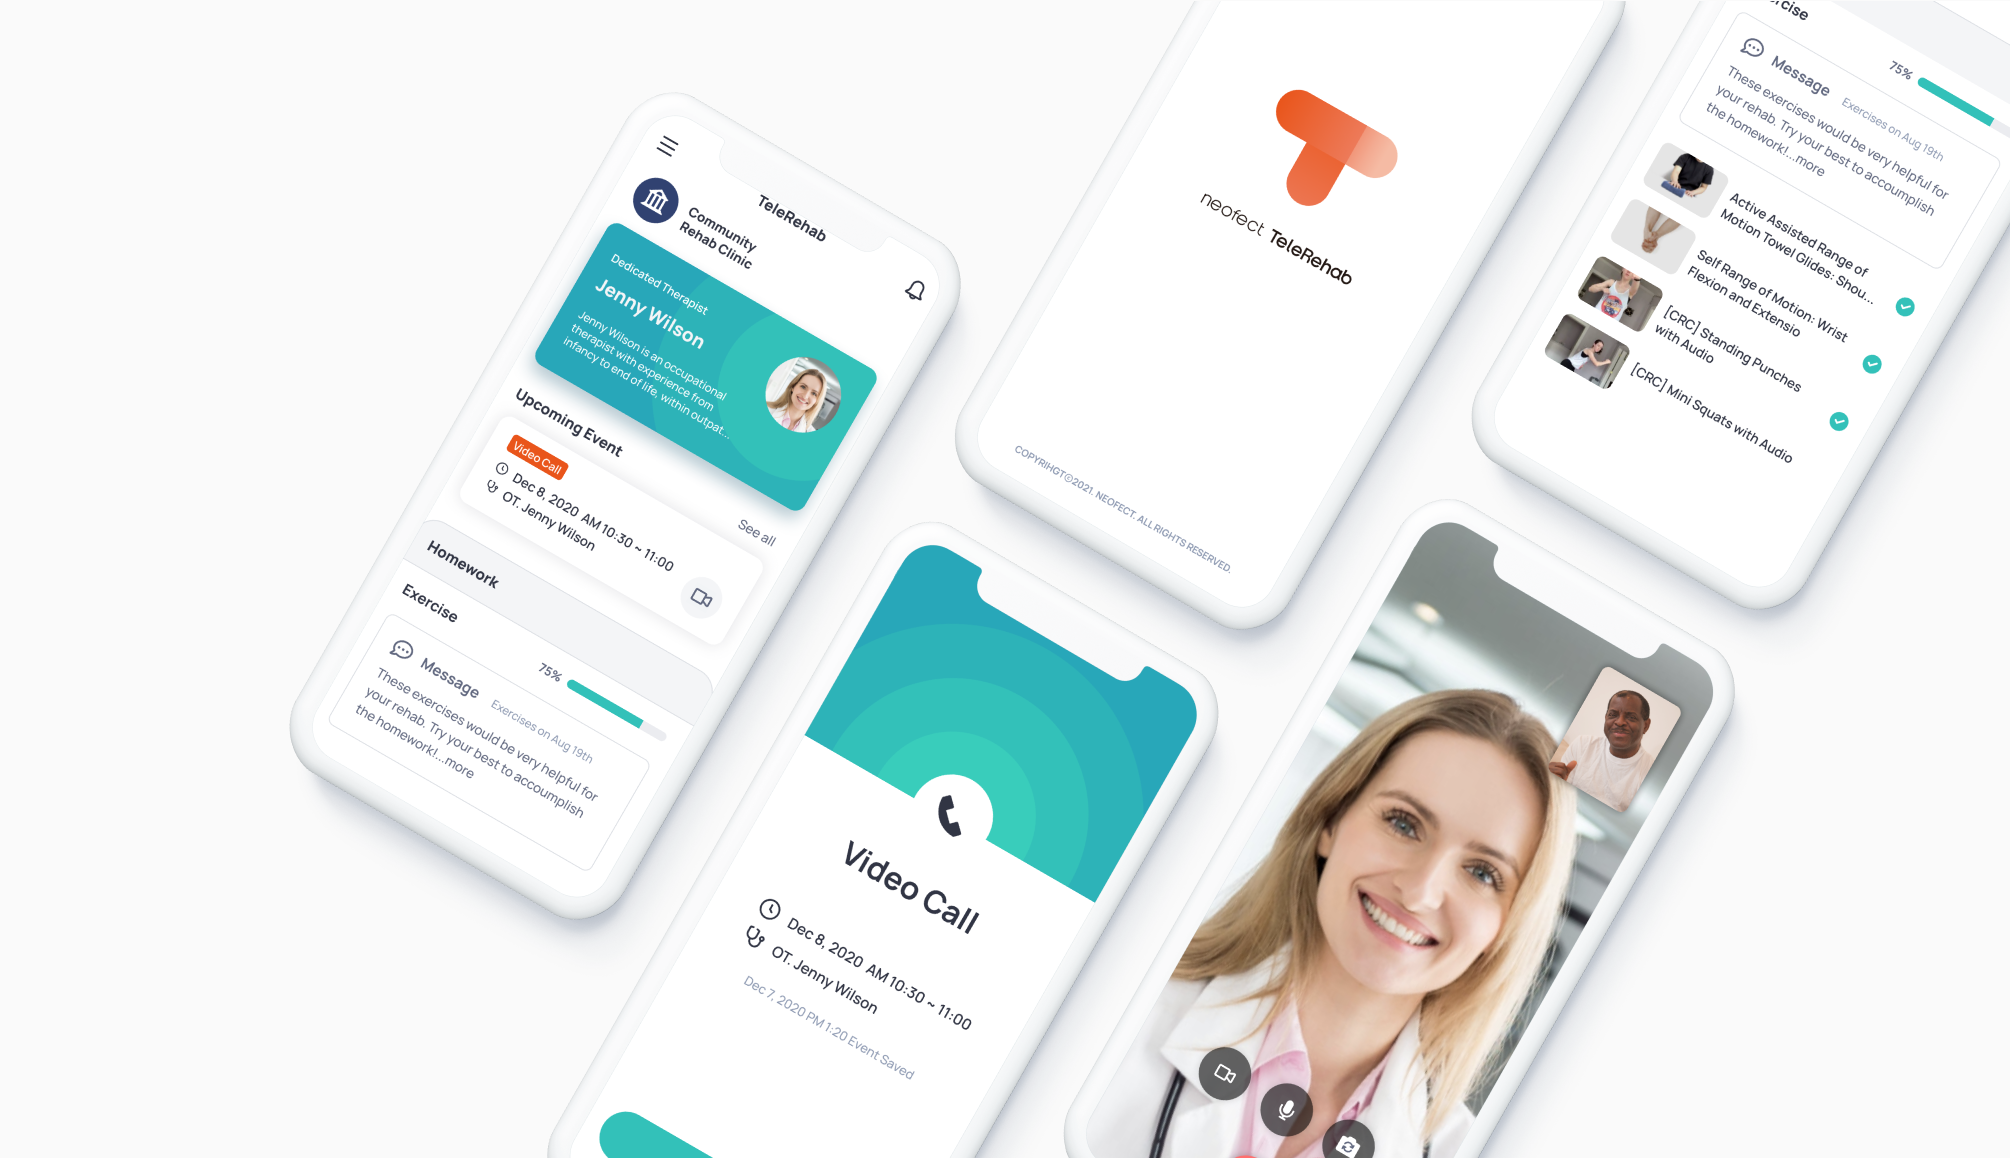 TeleRehab
Community
Rehab Clinic
Dedicated Therapist
Jenny Wilson
Jenny Wilson is an occupational
therapist with experience from
infancy to end of life, within outpat...
Upcoming Event
See all
Video Call
Dec 8, 2020 AM 10:30 ~ 11:00
OT. Jenny Wilson
Homework
Exercise
75%
Message
Exercises on Aug 19th
These exercises would be very helpful for
your rehab. Try your best to accoumplish
the homework!...more
neofect TeleRehab
COPYRIHGT©2021. NEOFECT. ALL RIGHTS RESERVED.
Video Call
Dec 8, 2020 AM 10:30 ~ 11:00
OT. Jenny Wilson
Dec 7, 2020 PM 1:20 Event Saved
75%
Message
Exercises on Aug 19th
These exercises would be very helpful for
your rehab. Try your best to accoumplish
the homework!...more
Active Assisted Range of
Motion Towel Glides: Shou...
Self Range of Motion: Wrist
Flexion and Extensio
[CRC] Standing Punches
with Audio
[CRC] Mini Squats with Audio